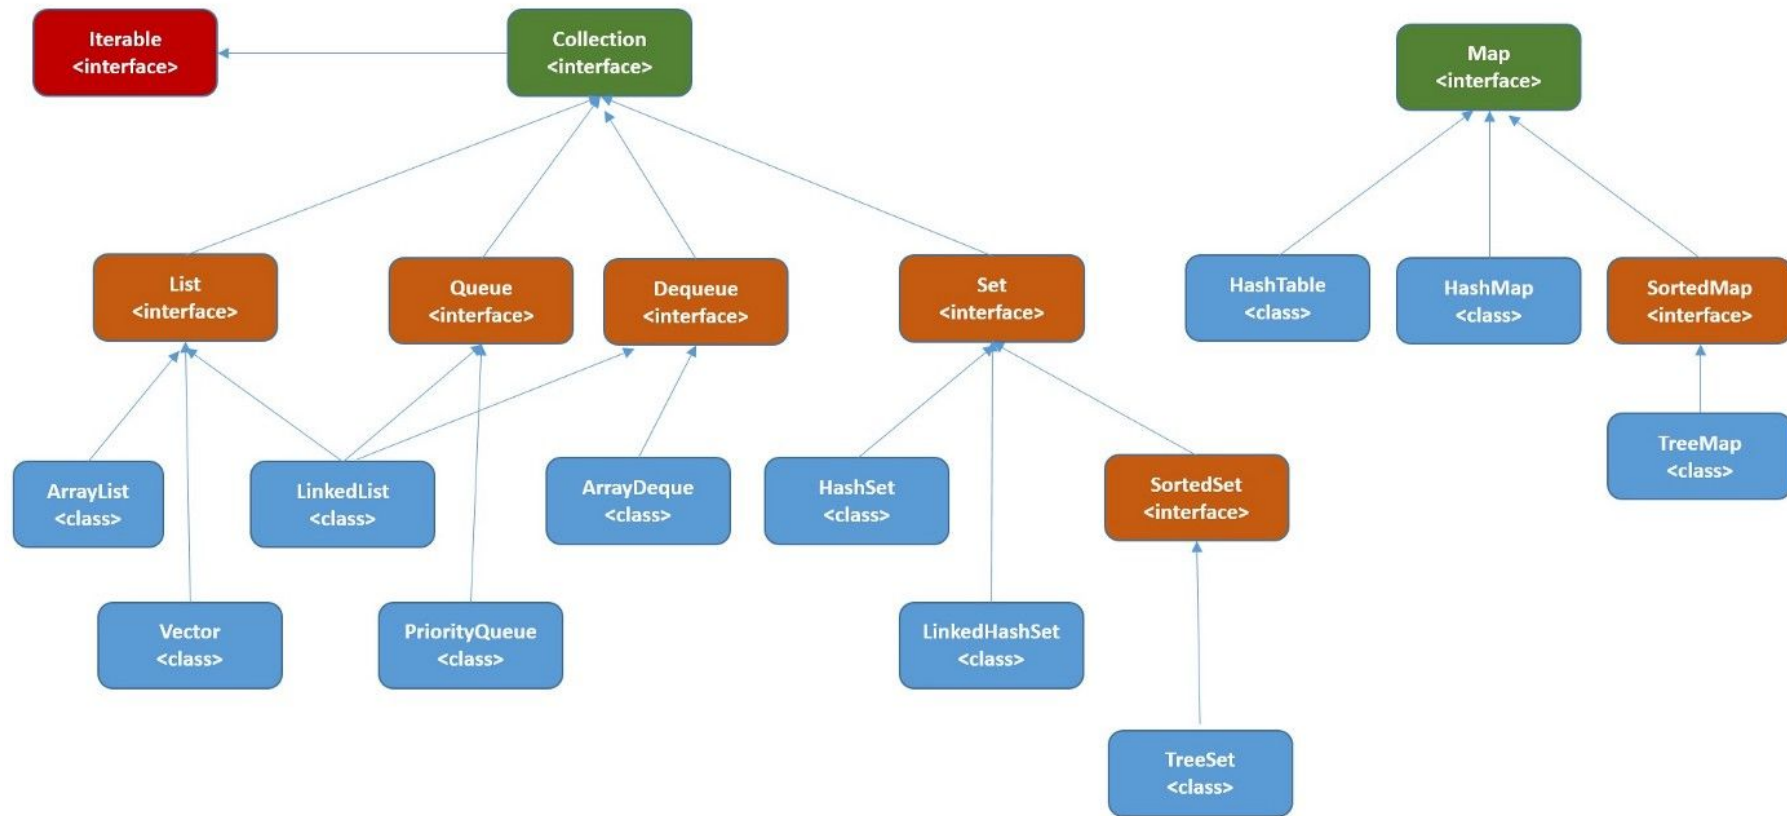 Iterable
<interface>
Collection
<interface>
Map
<interface>
List
<interface>
Queue
<interface>
Dequeue
<interface>
Set
<interface>
HashTable
<class>
HashMap
<class>
SortedMap
<interface>
ArrayList
<class>
LinkedList
<class>
ArrayDeque
<class>
HashSet
<class>
SortedSet
<interface>
TreeMap
<class>
Vector
<class>
PriorityQueue
<class>
LinkedHashSet
<class>
TreeSet
<class>